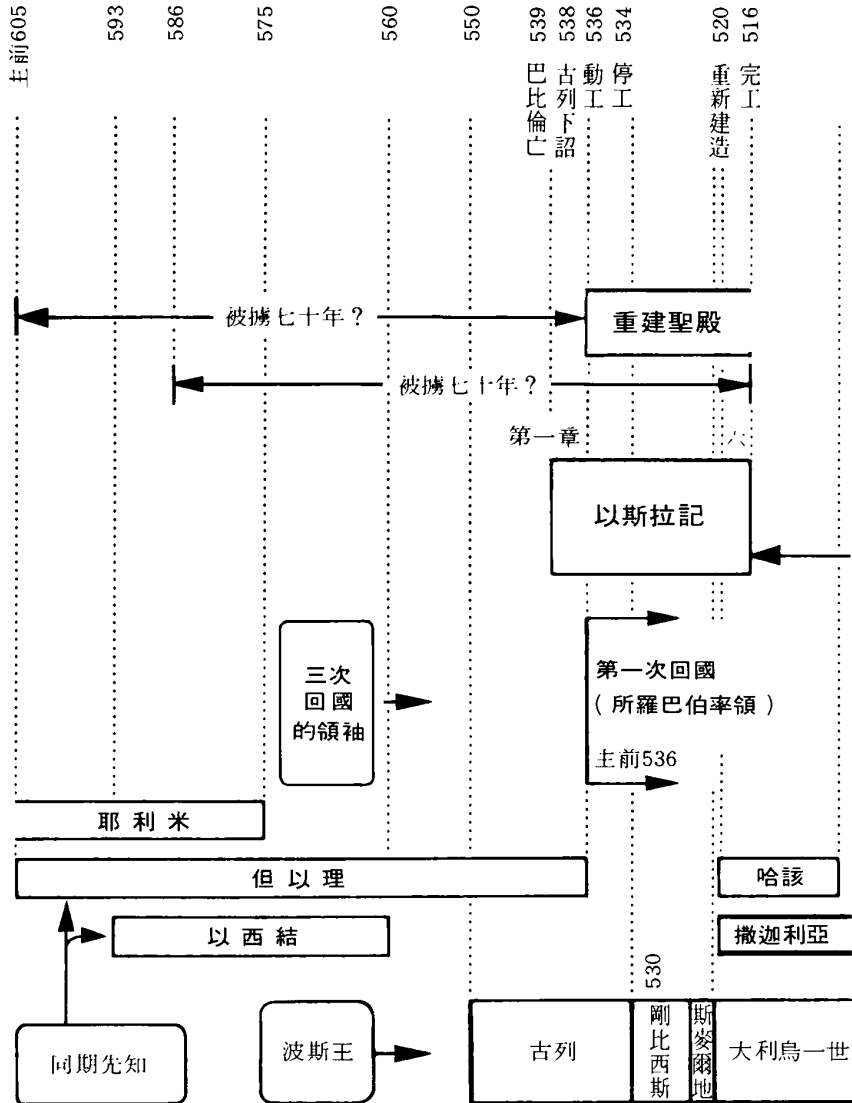 主前605
593
586
575
560
550
539
538
536
534
520
516
巴比倫亡
古列下詔
動工
停工
重新建造
完工
被擄七十年？
重建聖殿
被擄七十年？
第一章
六
以斯拉記
三次
回國
的領袖
第一次回國
（所羅巴伯率領）
主前536
耶利米
但以理
哈該
以西結
撒迦利亞
530
同期先知
波斯王
古列
剛比西斯
斯麥爾地
大利烏一世